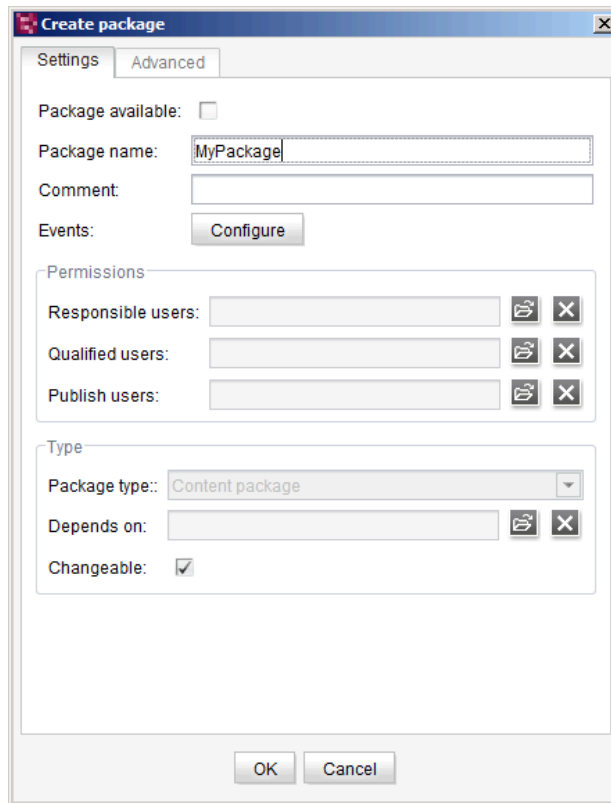 Create package
Settings Advanced
Package available:
Package name: MyPackage
Comment:
Events: Configure
Permissions
Responsible users:
Qualified users:
Publish users:
Type
Package type:: Content package
Depends on:
Changeable:
OK Cancel